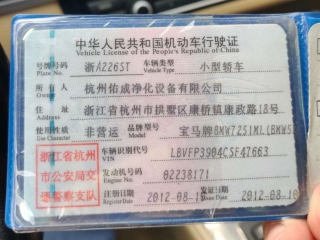 中华人民共和国机动车行驶证
Vehicle License of the People's Republic of China
号牌号码 浙A226ST 车辆类型 小型轿车
Plate No. Vehicle Type
所有人 杭州佑成净化设备有限公司
Owner
住址 浙江省杭州市拱墅区康桥镇康政路18号
Address
使用性质 非营运 品牌型号 宝马牌BMW7251ML(BMW5
Use Character Model
浙江省杭州 车辆识别代号 LBVFP3904CSF47663
VIN
市公安局交 发动机号码 02238171
Engine No.
通警察支队 注册日期 2012-08-1 发证日期 2012-08
Register Date Issue Date